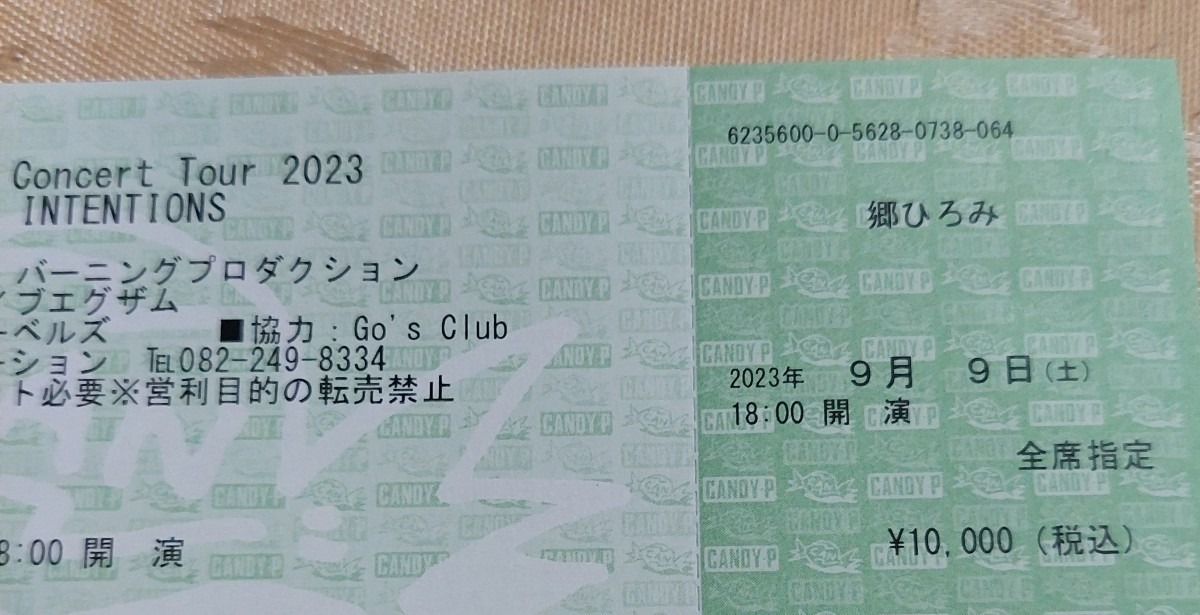 Concert Tour 2023
INTENTIONS
バーニングプロダクション
イブエグザム
ーベルズ ■協力：Go's Club
ーション ℡082-249-8334
ト必要※営利目的の転売禁止
8:00 開 演
6235600-0-5628-0738-064
郷ひろみ
2023年 9月 9日(土)
18:00 開 演
全席指定
¥10,000（税込）
CANDY P